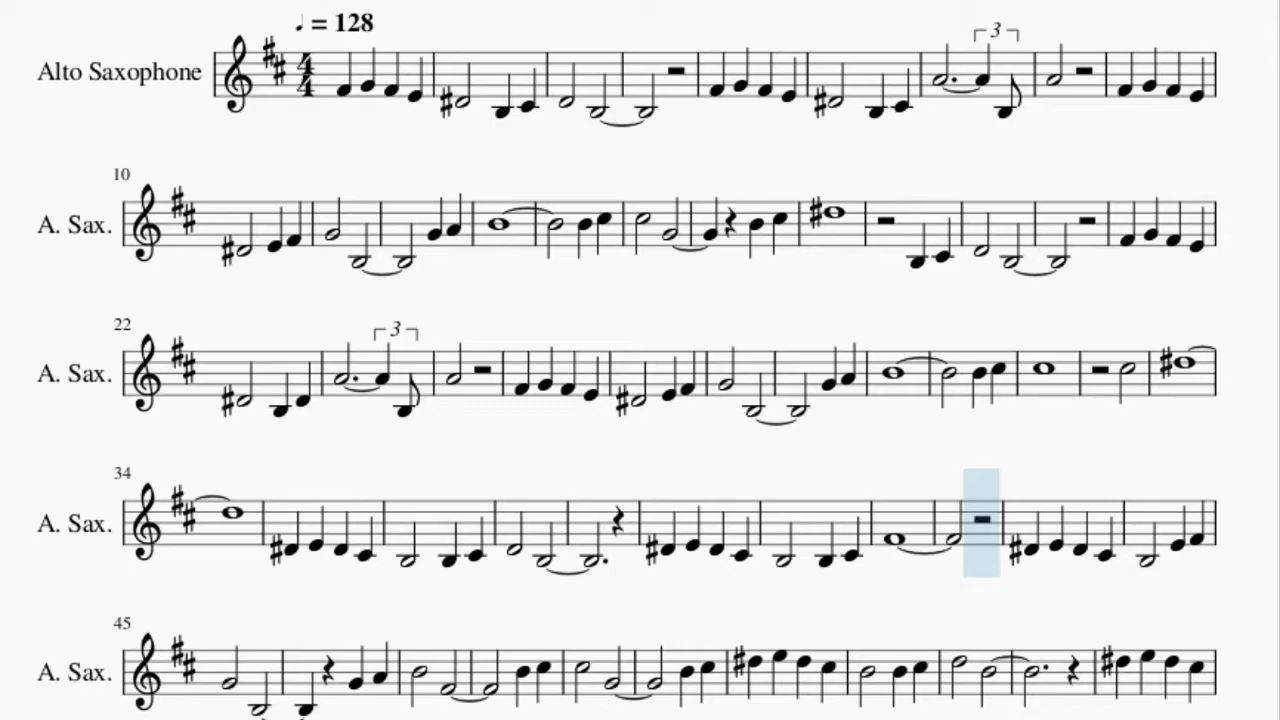 ♩ = 128
Alto Saxophone
4
4
3
10
A. Sax.
22
3
A. Sax.
34
A. Sax.
45
A. Sax.